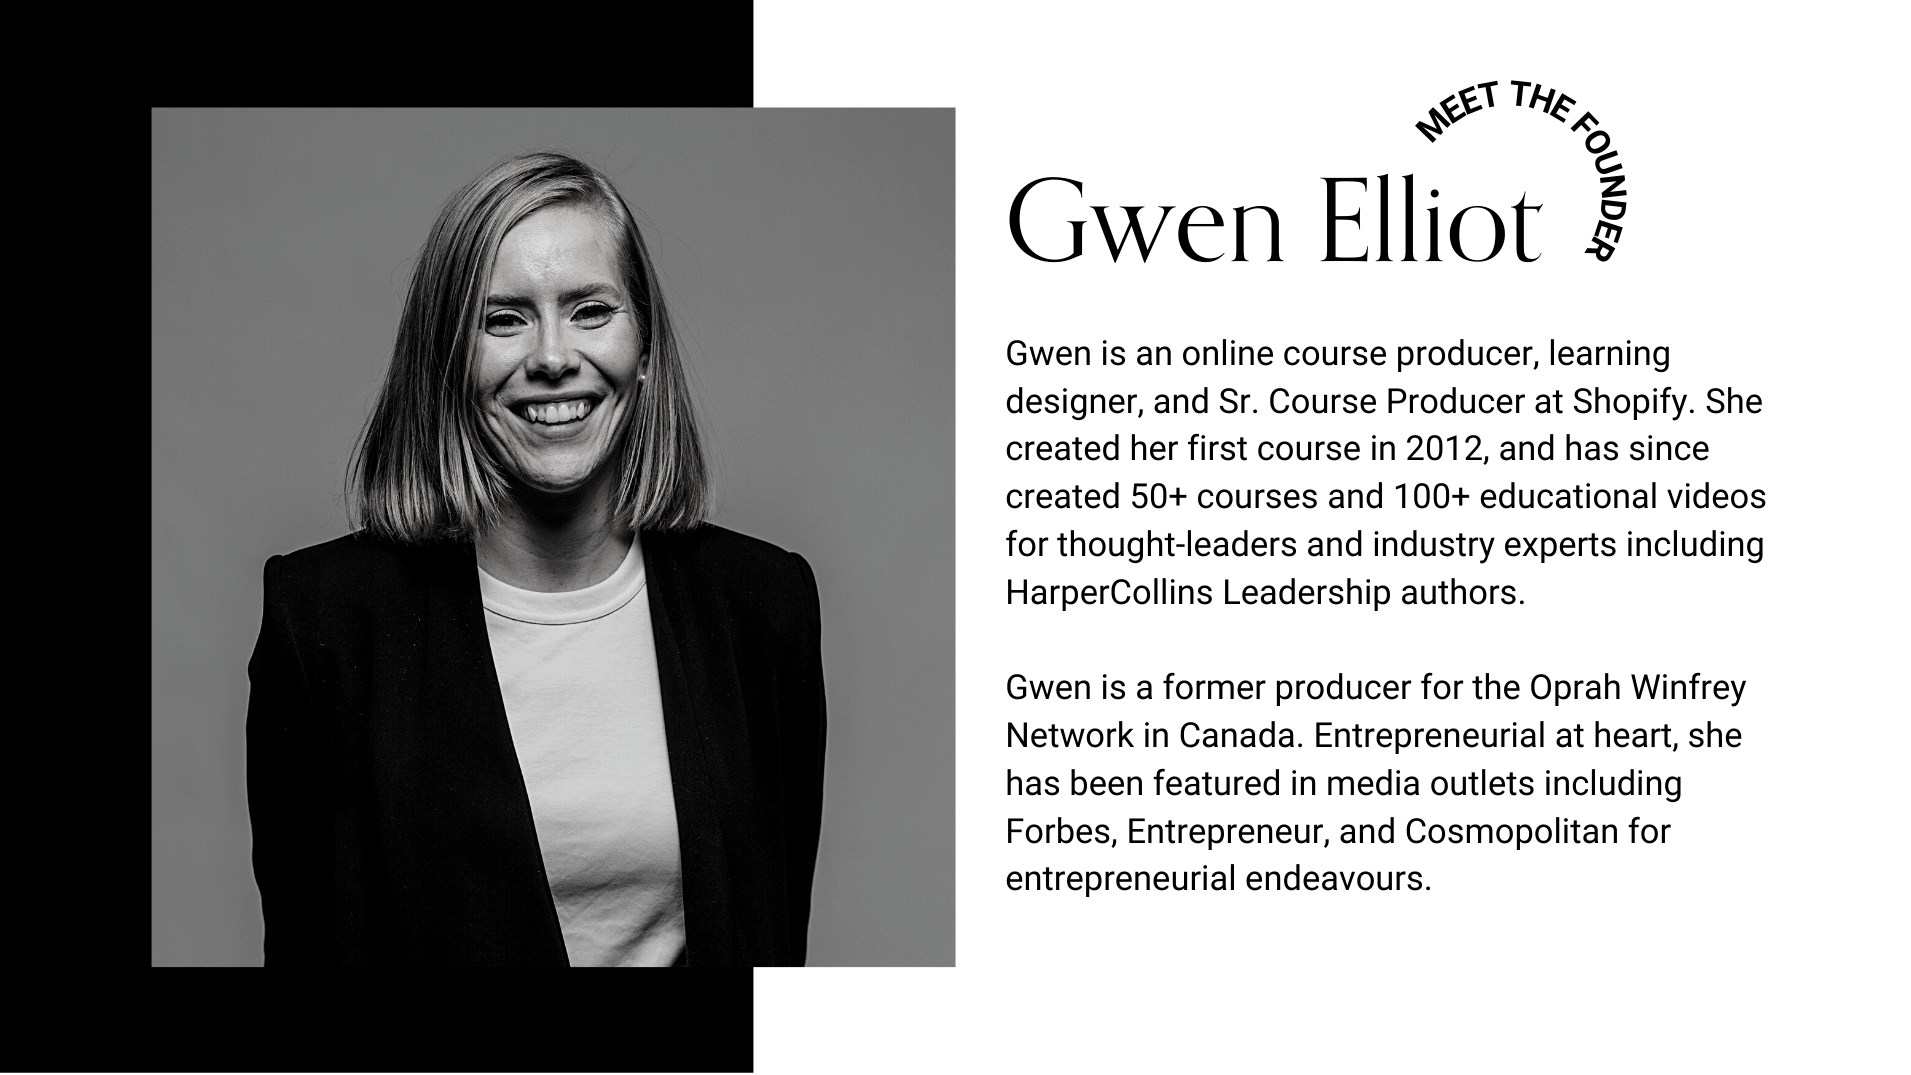 MEET THE FOUNDER
Gwen Elliot
Gwen is an online course producer, learning
designer, and Sr. Course Producer at Shopify. She
created her first course in 2012, and has since
created 50+ courses and 100+ educational videos
for thought-leaders and industry experts including
HarperCollins Leadership authors.
Gwen is a former producer for the Oprah Winfrey
Network in Canada. Entrepreneurial at heart, she
has been featured in media outlets including
Forbes, Entrepreneur, and Cosmopolitan for
entrepreneurial endeavours.